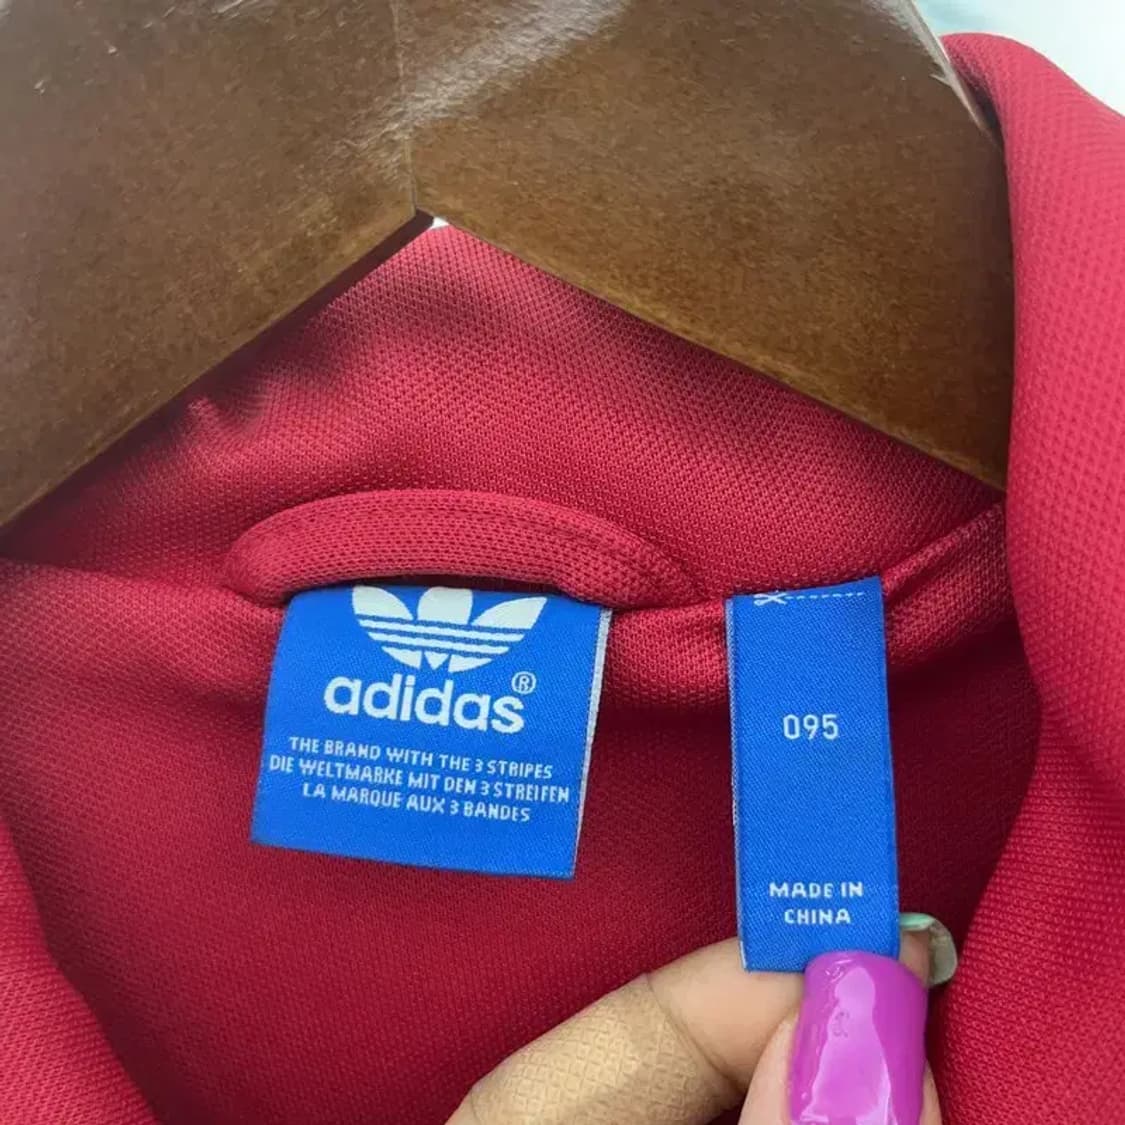 adidas®
THE BRAND WITH THE 3 STRIPES
DIE WELTMARKE MIT DEN 3 STREIFEN
LA MARQUE AUX 3 BANDES
095
MADE IN
CHINA